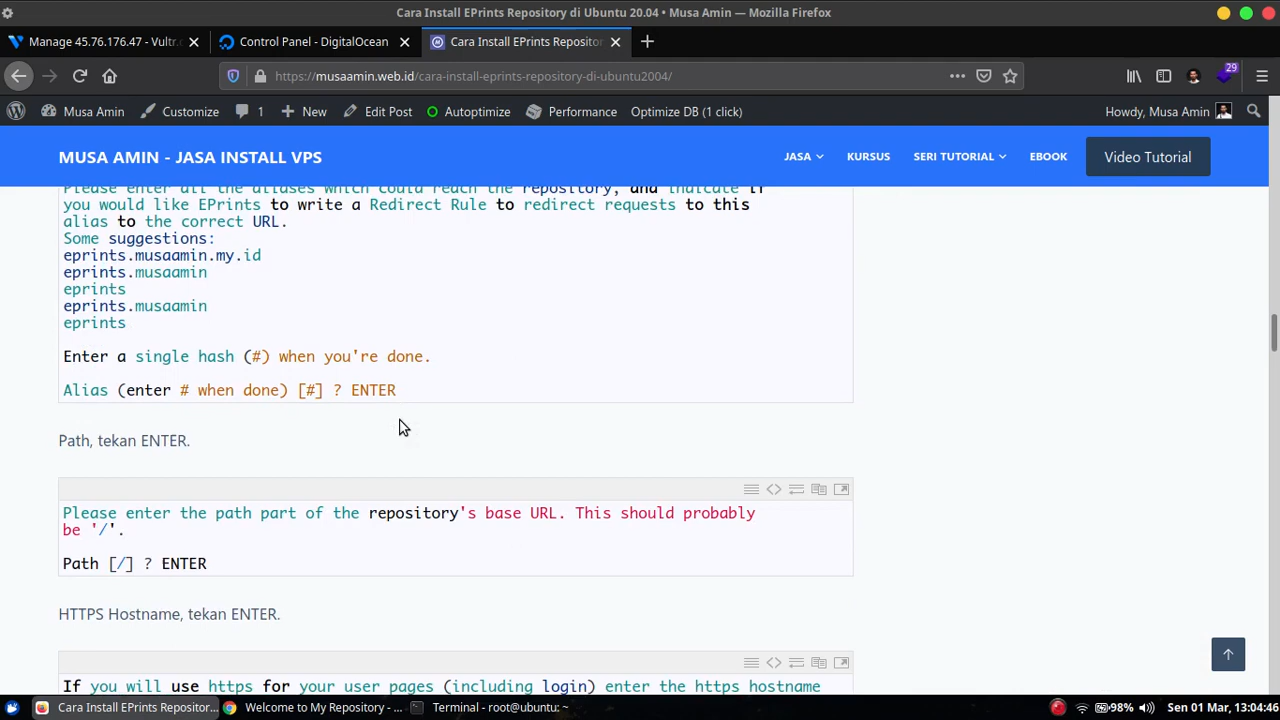 Cara Install EPrints Repository di Ubuntu 20.04 • Musa Amin — Mozilla Firefox
Manage 45.76.176.47 - Vultr.c
Control Panel - DigitalOcean
Cara Install EPrints Repositor
https://musaamin.web.id/cara-install-eprints-repository-di-ubuntu2004/
29
Musa Amin
Customize
1
New
Edit Post
Autoptimize
Performance
Optimize DB (1 click)
Howdy, Musa Amin
MUSA AMIN - JASA INSTALL VPS
JASA
KURSUS
SERI TUTORIAL
EBOOK
Video Tutorial
Please enter all the aliases which could reach the repository, and indicate if
you would like EPrints to write a Redirect Rule to redirect requests to this
alias to the correct URL.
Some suggestions:
eprints.musaamin.my.id
eprints.musaamin
eprints
eprints.musaamin
eprints
Enter a single hash (#) when you're done.
Alias (enter # when done) [#] ? ENTER
Path, tekan ENTER.
Please enter the path part of the repository's base URL. This should probably
be '/'.
Path [/] ? ENTER
HTTPS Hostname, tekan ENTER.
If you will use https for your user pages (including login) enter the https hostname
Cara Install EPrints Repositor...
Welcome to My Repository - ...
Terminal - root@ubuntu: ~
98%
Sen 01 Mar, 13:04:46